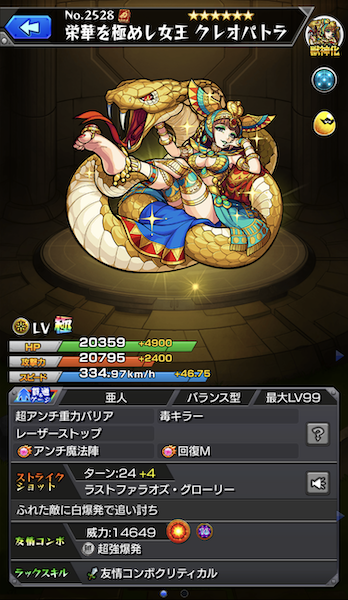 No.2528 ★★★★★★
栄華を極めし女王 クレオパトラ
獣神化
LV 極
HP 20359 +4900
攻撃力 20795 +2400
スピード 334.97km/h +46.75
亜人 バランス型 最大LV99
超アンチ重力バリア 毒キラー
レーザーストップ
アンチ魔法陣 回復M
?
ストライクショット ターン:24 +4
ラストファラオズ・グローリー
ふれた敵に白爆発で追い討ち
友情コンボ 威力:14649
超強爆発
ラックスキル 友情コンボクリティカル